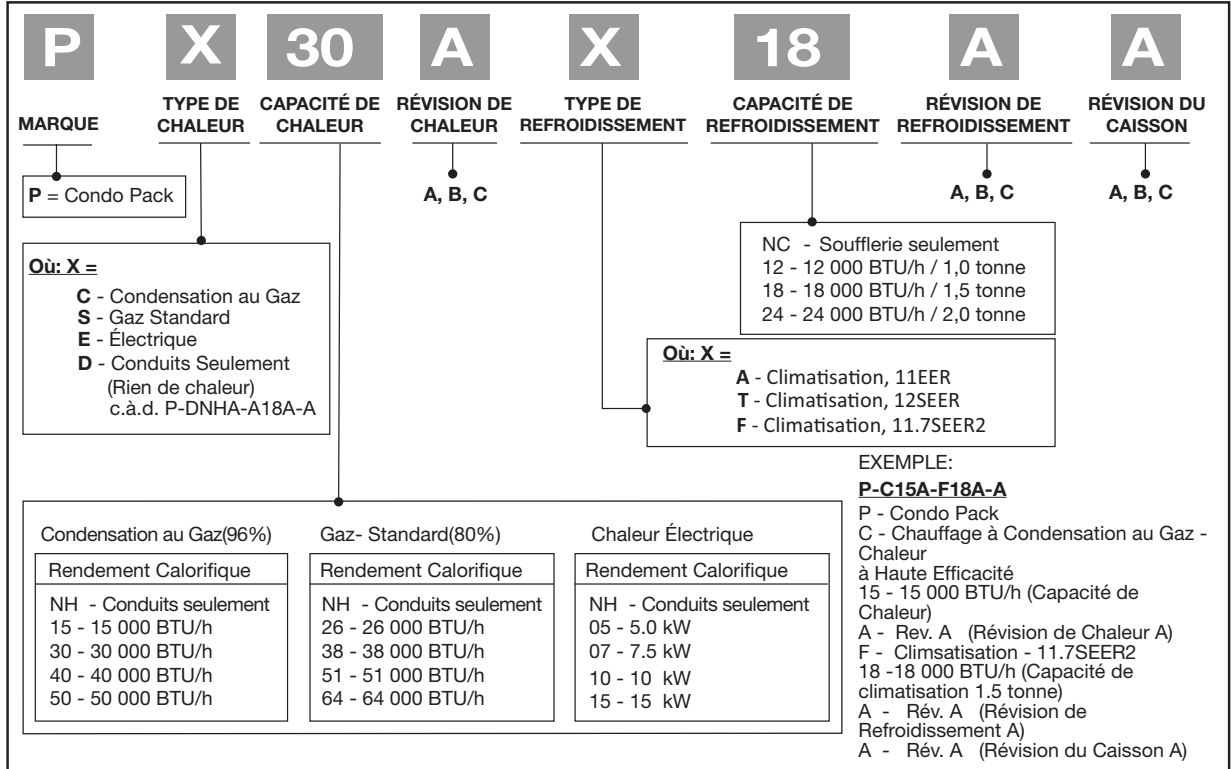 P X 30 A X 18 A A
MARQUE
TYPE DE
CHALEUR
CAPACITÉ DE
CHALEUR
RÉVISION DE
CHALEUR
TYPE DE
REFROIDISSEMENT
CAPACITÉ DE
REFROIDISSEMENT
RÉVISION DE
REFROIDISSEMENT
RÉVISION DU
CAISSON
P = Condo Pack
A, B, C
A, B, C
A, B, C
Où: X =
C - Condensation au Gaz
S - Gaz Standard
E - Électrique
D - Conduits Seulement
(Rien de chaleur)
c.à.d. P-DNHA-A18A-A
NC - Soufflerie seulement
12 - 12 000 BTU/h / 1,0 tonne
18 - 18 000 BTU/h / 1,5 tonne
24 - 24 000 BTU/h / 2,0 tonne
Où: X =
A - Climatisation, 11EER
T - Climatisation, 12SEER
F - Climatisation, 11.7SEER2
Condensation au Gaz(96%)
Rendement Calorifique
NH - Conduits seulement
15 - 15 000 BTU/h
30 - 30 000 BTU/h
40 - 40 000 BTU/h
50 - 50 000 BTU/h
Gaz- Standard(80%)
Rendement Calorifique
NH - Conduits seulement
26 - 26 000 BTU/h
38 - 38 000 BTU/h
51 - 51 000 BTU/h
64 - 64 000 BTU/h
Chaleur Électrique
Rendement Calorifique
NH - Conduits seulement
05 - 5.0 kW
07 - 7.5 kW
10 - 10 kW
15 - 15 kW
EXEMPLE:
P-C15A-F18A-A
P - Condo Pack
C - Chauffage à Condensation au Gaz -
Chaleur
à Haute Efficacité
15 - 15 000 BTU/h (Capacité de
Chaleur)
A - Rev. A (Révision de Chaleur A)
F - Climsatisation - 11.7SEER2
18 -18 000 BTU/h (Capacité de
climatisation 1.5 tonne)
A - Rév. A (Révision de
Refroidissement A)
A - Rév. A (Révision du Caisson A)